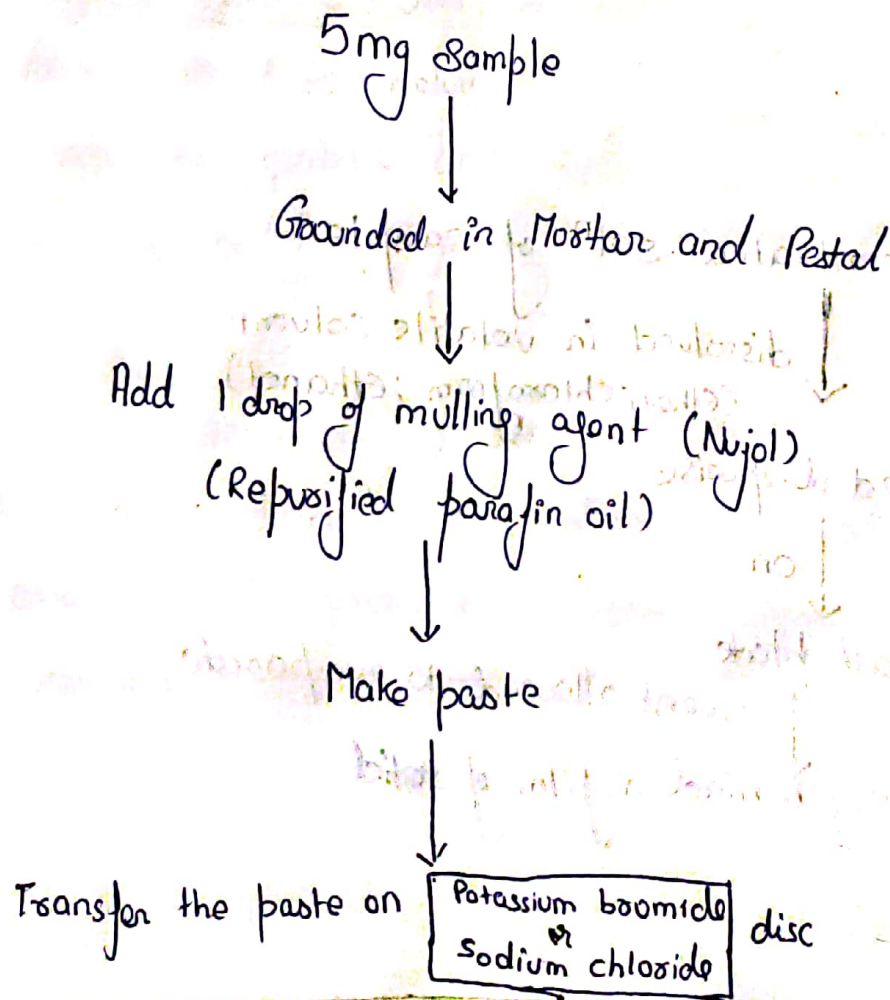 5mg Sample
Grounded in Mortar and Pestal
Add 1 drop of mulling agent (Nujol)
(Repurified parafin oil)
Make paste
Transfer the paste on Potassium bromide or Sodium chloride disc